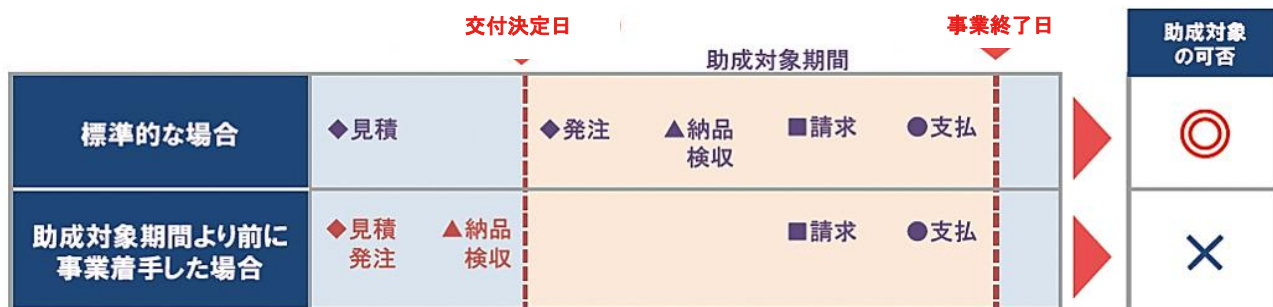 交付決定日
事業終了日
助成対象
の可否
助成対象期間
標準的な場合
◆見積
◆発注
▲納品
検収
■請求
●支払
◎
助成対象期間より前に
事業着手した場合
◆見積
発注
▲納品
検収
■請求
●支払
×